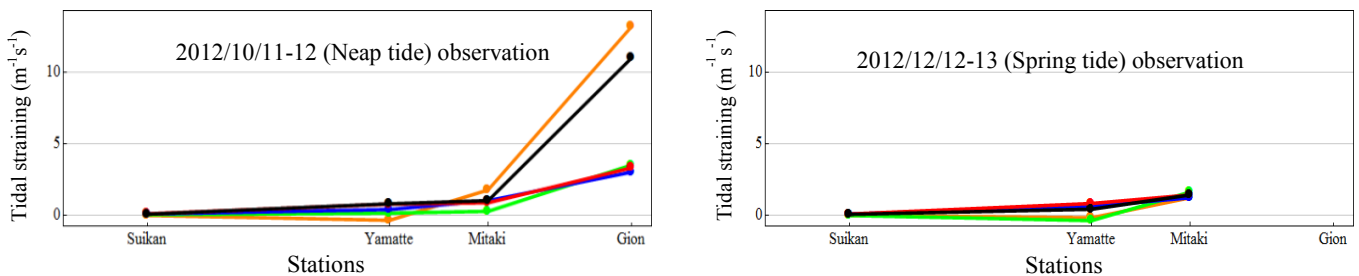 2012/10/11-12 (Neap tide) observation
Tidal straining (m⁻¹s⁻¹)
10
5
0
Suikan Yamatte Mitaki Gion
Stations
2012/12/12-13 (Spring tide) observation
Tidal straining (m⁻¹s⁻¹)
10
5
0
Suikan Yamatte Mitaki Gion
Stations